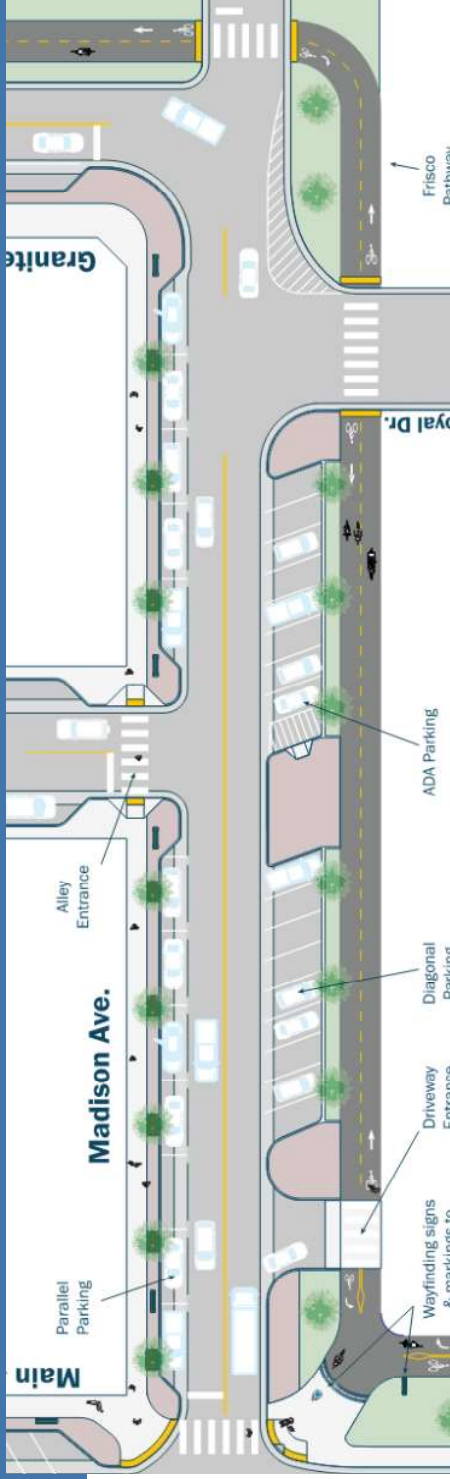 Granite
Frisco
Pathway
oyal Dr.
Alley
Entrance
ADA Parking
Madison Ave.
Diagonal
Parking
Driveway
Entrance
Parallel
Parking
Wayfinding signs
& markings to
Main